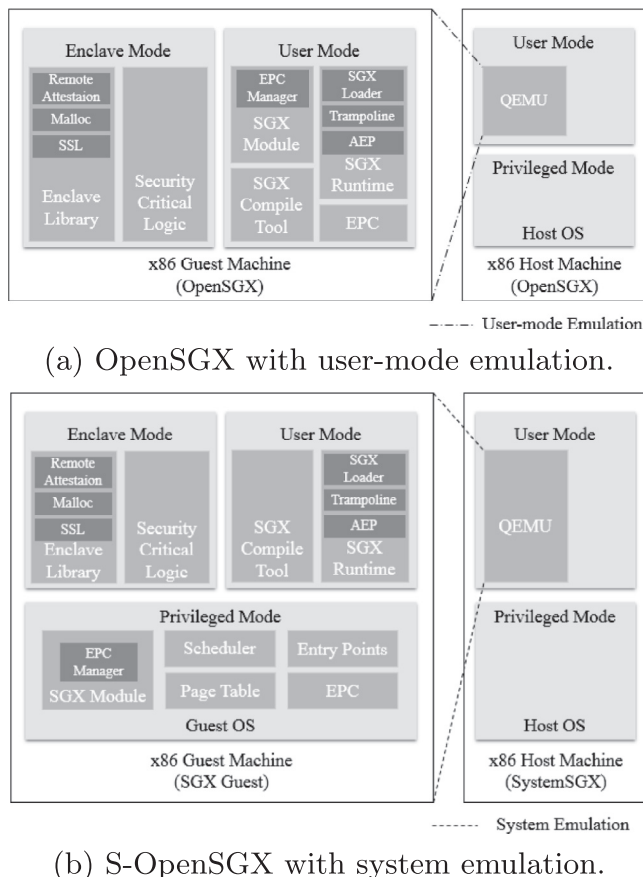 Enclave Mode
User Mode
User Mode
Remote
Attestaion
Malloc
SSL
Enclave
Library
Security
Critical
Logic
EPC
Manager
SGX
Module
SGX
Compile
Tool
SGX
Loader
Trampoline
AEP
SGX
Runtime
EPC
QEMU
Privileged Mode
Host OS
x86 Guest Machine
(OpenSGX)
x86 Host Machine
(OpenSGX)
User-mode Emulation
(a) OpenSGX with user-mode emulation.
Enclave Mode
User Mode
User Mode
Remote
Attestaion
Malloc
SSL
Enclave
Library
Security
Critical
Logic
SGX
Compile
Tool
SGX
Loader
Trampoline
AEP
SGX
Runtime
QEMU
Privileged Mode
EPC
Manager
SGX Module
Scheduler
Entry Points
Page Table
EPC
Guest OS
Privileged Mode
Host OS
x86 Guest Machine
(SGX Guest)
x86 Host Machine
(SystemSGX)
System Emulation
(b) S-OpenSGX with system emulation.